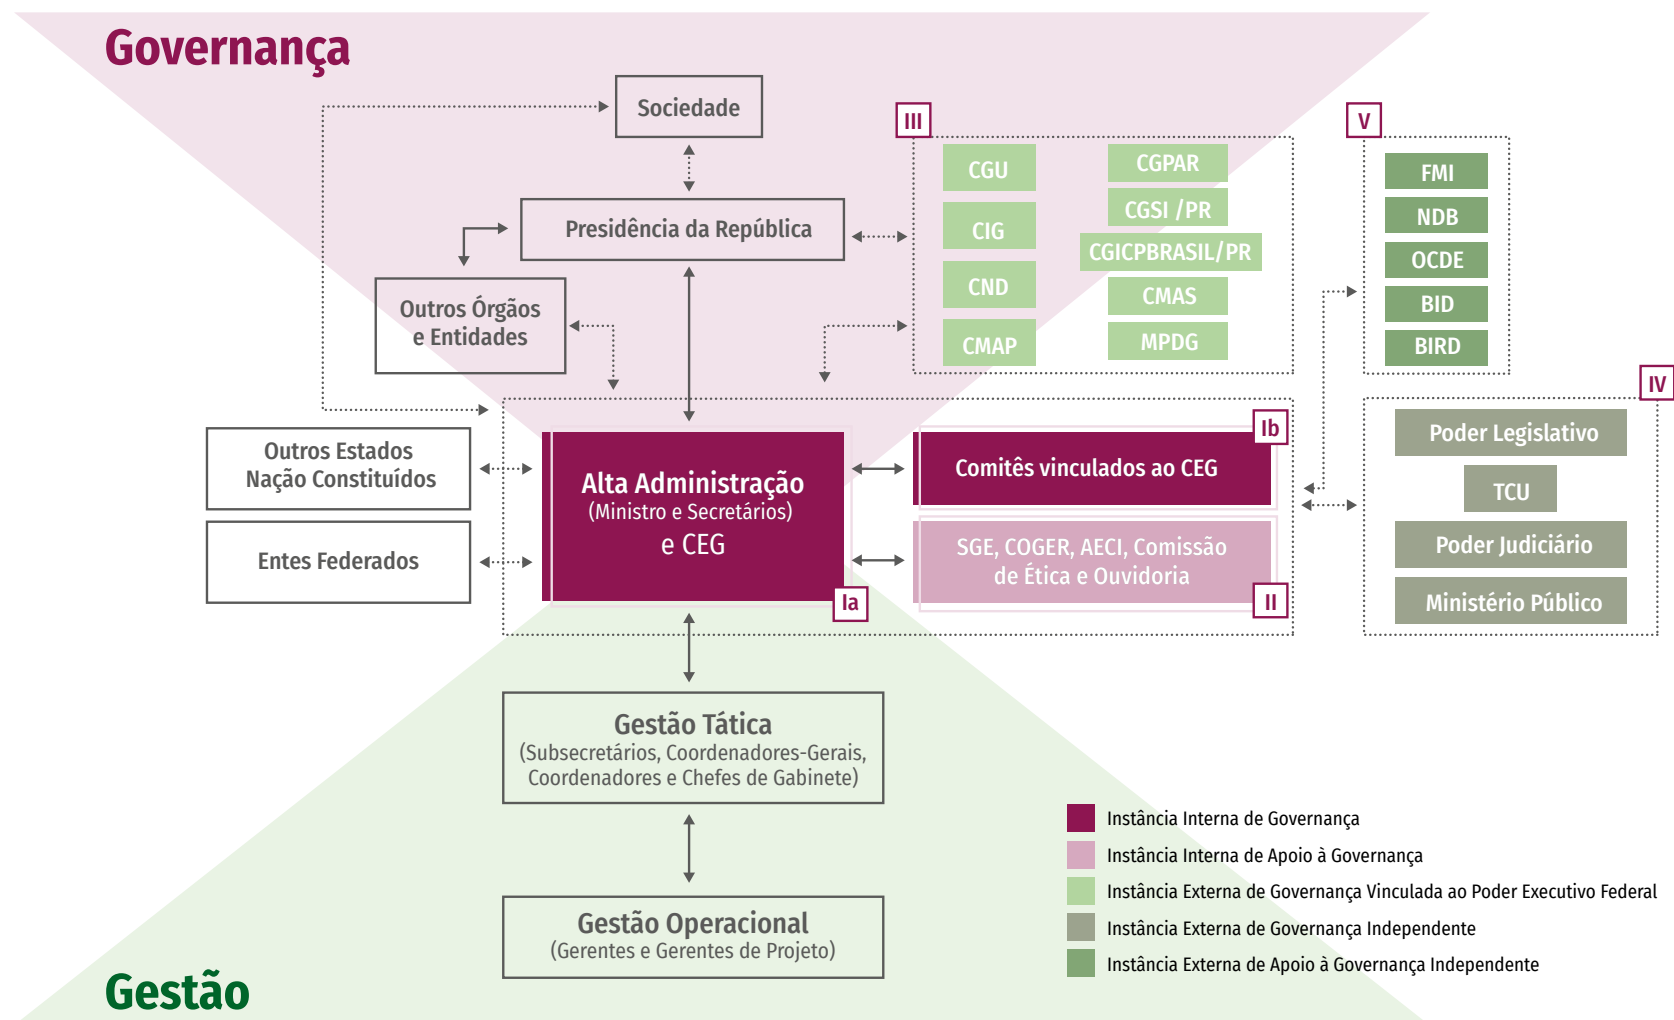 Governança
Sociedade
Presidência da República
Outros Órgãos
e Entidades
III
CGU
CIG
CND
CMAP
CGPAR
CGSI /PR
CGICPBRASIL/PR
CMAS
MPDG
V
FMI
NDB
OCDE
BID
BIRD
IV
Poder Legislativo
TCU
Poder Judiciário
Ministério Público
Outros Estados
Nação Constituídos
Entes Federados
Alta Administração
(Ministro e Secretários)
e CEG
Ia
Ib
Comitês vinculados ao CEG
SGE, COGER, AECI, Comissão
de Ética e Ouvidoria
II
Gestão Tática
(Subsecretários, Coordenadores-Gerais,
Coordenadores e Chefes de Gabinete)
Gestão Operacional
(Gerentes e Gerentes de Projeto)
Gestão
Instância Interna de Governança
Instância Interna de Apoio à Governança
Instância Externa de Governança Vinculada ao Poder Executivo Federal
Instância Externa de Governança Independente
Instância Externa de Apoio à Governança Independente